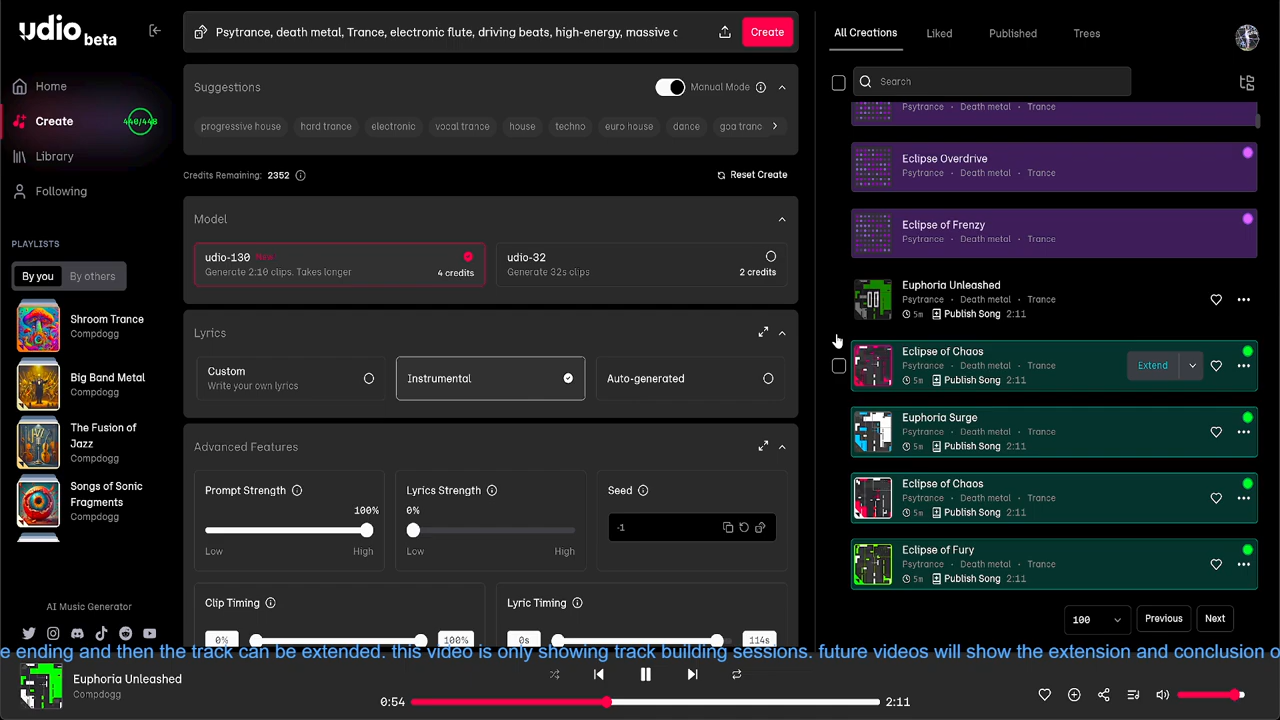 udio beta
Home
Create
440/448
Library
Following
PLAYLISTS
By you
By others
Shroom Trance
Compdogg
Big Band Metal
Compdogg
The Fusion of
Jazz
Compdogg
Songs of Sonic
Fragments
Compdogg
AI Music Generator
Psytrance, death metal, Trance, electronic flute, driving beats, high-energy, massive c
Create
Suggestions
Manual Mode
progressive house
hard trance
electronic
vocal trance
house
techno
euro house
dance
goa tranc
Credits Remaining: 2352
Reset Create
Model
udio-130 New
Generate 2:10 clips. Takes longer
4 credits
udio-32
Generate 32s clips
2 credits
Lyrics
Custom
Write your own lyrics
Instrumental
Auto-generated
Advanced Features
Prompt Strength
100%
Low
High
Lyrics Strength
0%
Low
High
Seed
-1
Clip Timing
0%
100%
Lyric Timing
0s
114s
All Creations
Liked
Published
Trees
Search
Psytrance · Death metal · Trance
Eclipse Overdrive
Psytrance · Death metal · Trance
Eclipse of Frenzy
Psytrance · Death metal · Trance
Euphoria Unleashed
Psytrance · Death metal · Trance
5m Publish Song 2:11
Eclipse of Chaos
Psytrance · Death metal · Trance
5m Publish Song 2:11
Extend
Euphoria Surge
Psytrance · Death metal · Trance
5m Publish Song 2:11
Eclipse of Chaos
Psytrance · Death metal · Trance
5m Publish Song 2:11
Eclipse of Fury
Psytrance · Death metal · Trance
5m Publish Song 2:11
100
Previous
Next
e ending and then the track can be extended. this video is only showing track building sessions. future videos will show the extension and conclusion o
Euphoria Unleashed
Compdogg
0:54
2:11